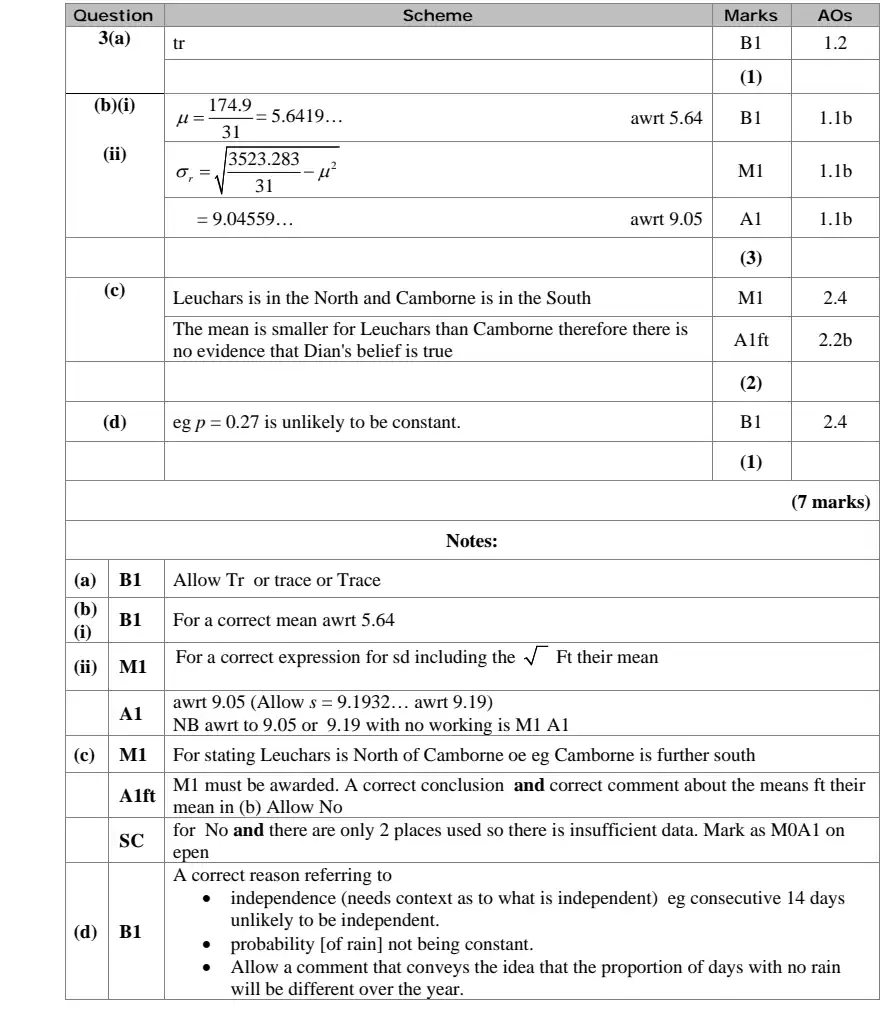 Question Scheme Marks AOs
3(a) tr B1 1.2
(1)
(b)(i) μ = 174.9/31 = 5.6419… awrt 5.64 B1 1.1b
(ii) σᵣ = √(3523.283/31 − μ²) M1 1.1b
= 9.04559… awrt 9.05 A1 1.1b
(3)
(c) Leuchars is in the North and Camborne is in the South M1 2.4
The mean is smaller for Leuchars than Camborne therefore there is
no evidence that Dian's belief is true A1ft 2.2b
(2)
(d) eg p = 0.27 is unlikely to be constant. B1 2.4
(1)
(7 marks)
Notes:
(a) B1 Allow Tr or trace or Trace
(b)
(i) B1 For a correct mean awrt 5.64
(ii) M1 For a correct expression for sd including the √ Ft their mean
A1 awrt 9.05 (Allow s = 9.1932… awrt 9.19)
NB awrt to 9.05 or 9.19 with no working is M1 A1
(c) M1 For stating Leuchars is North of Camborne oe eg Camborne is further south
A1ft M1 must be awarded. A correct conclusion and correct comment about the means ft their
mean in (b) Allow No
SC for No and there are only 2 places used so there is insufficient data. Mark as M0A1 on
epen
(d) B1 A correct reason referring to
• independence (needs context as to what is independent) eg consecutive 14 days
unlikely to be independent.
• probability [of rain] not being constant.
• Allow a comment that conveys the idea that the proportion of days with no rain
will be different over the year.